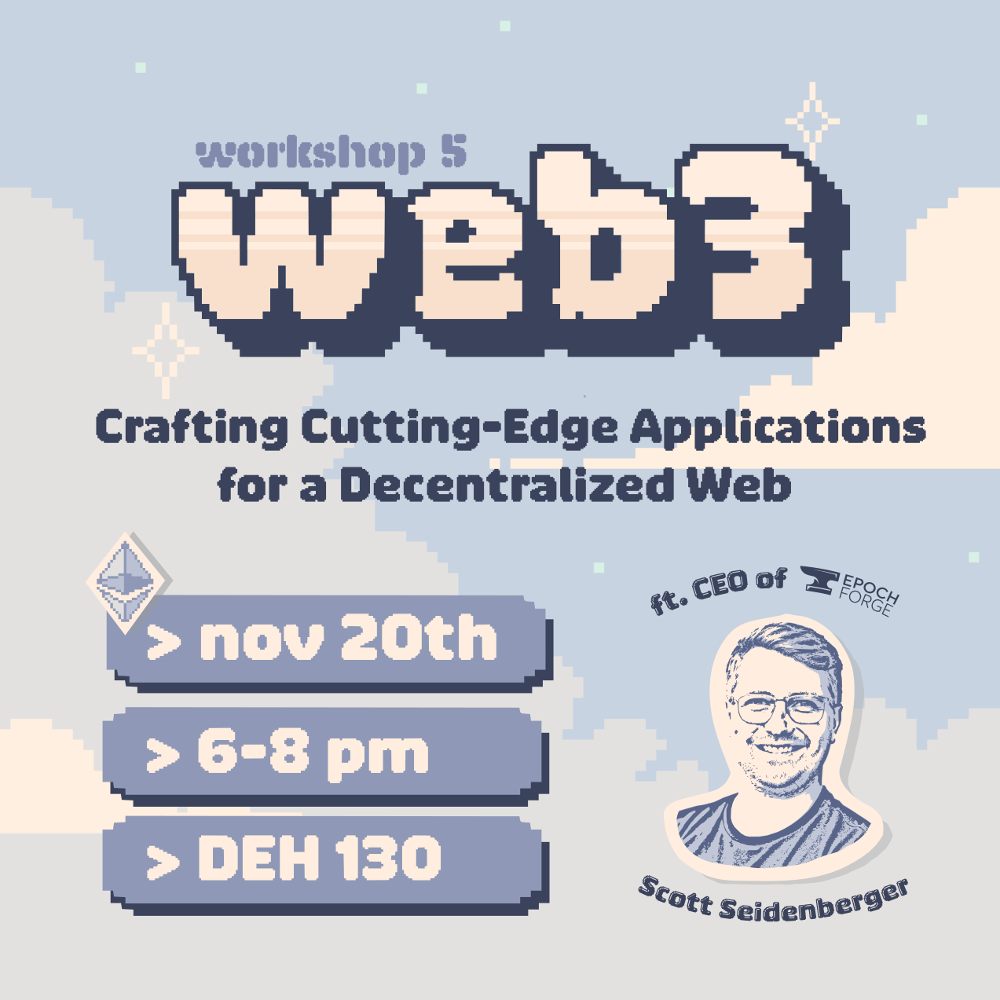 workshop 5
web3
Crafting Cutting-Edge Applications
for a Decentralized Web
> nov 20th
> 6-8 pm
> DEH 130
ft. CEO of EPOCH
FORGE
Scott Seidenberger